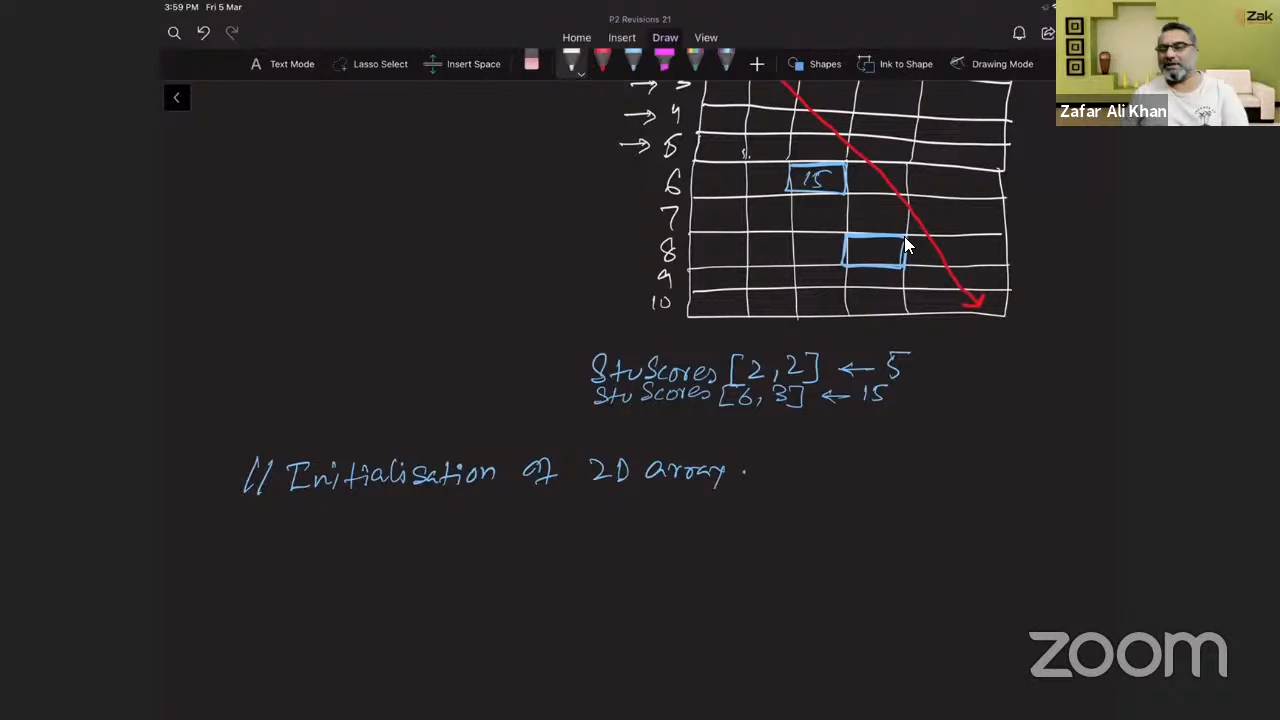 3:59 PM Fri 5 Mar
P2 Revisions 21
Home Insert Draw View
Text Mode Lasso Select Insert Space Shapes Ink to Shape Drawing Mode
Zak
Zafar Ali Khan
4
5
6 15
7
8
9
10
StuScores [2,2] ← 5
StuScores [6,3] ← 15
// Initialisation of 2D array.
zoom